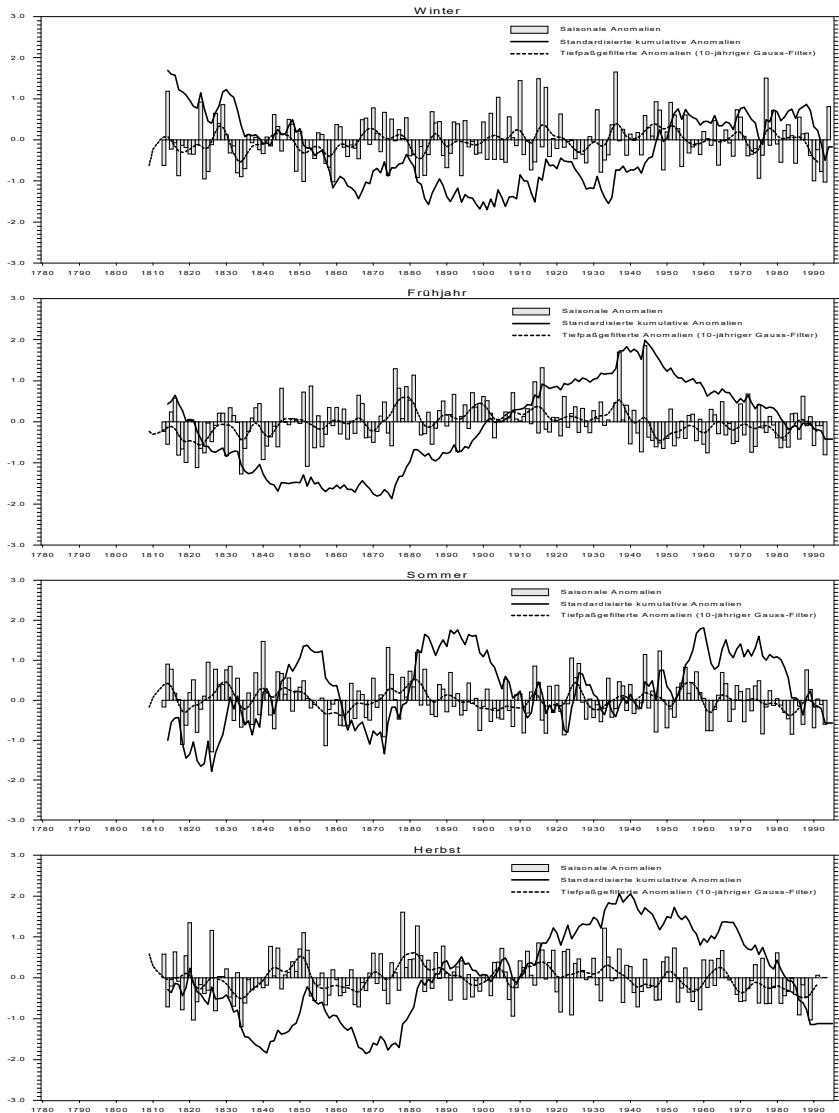 Winter
3.0
Saisonale Anomalien
Standardisierte kumulative Anomalien
Tiefpaßgefilterte Anomalien (10-jähriger Gauss-Filter)
2.0
1.0
0.0
-1.0
-2.0
-3.0
1780 1790 1800 1810 1820 1830 1840 1850 1860 1870 1880 1890 1900 1910 1920 1930 1940 1950 1960 1970 1980 1990
Frühjahr
3.0
Saisonale Anomalien
Standardisierte kumulative Anomalien
Tiefpaßgefilterte Anomalien (10-jähriger Gauss-Filter)
2.0
1.0
0.0
-1.0
-2.0
-3.0
1780 1790 1800 1810 1820 1830 1840 1850 1860 1870 1880 1890 1900 1910 1920 1930 1940 1950 1960 1970 1980 1990
Sommer
3.0
Saisonale Anomalien
Standardisierte kumulative Anomalien
Tiefpaßgefilterte Anomalien (10-jähriger Gauss-Filter)
2.0
1.0
0.0
-1.0
-2.0
-3.0
1780 1790 1800 1810 1820 1830 1840 1850 1860 1870 1880 1890 1900 1910 1920 1930 1940 1950 1960 1970 1980 1990
Herbst
3.0
Saisonale Anomalien
Standardisierte kumulative Anomalien
Tiefpaßgefilterte Anomalien (10-jähriger Gauss-Filter)
2.0
1.0
0.0
-1.0
-2.0
-3.0
1780 1790 1800 1810 1820 1830 1840 1850 1860 1870 1880 1890 1900 1910 1920 1930 1940 1950 1960 1970 1980 1990